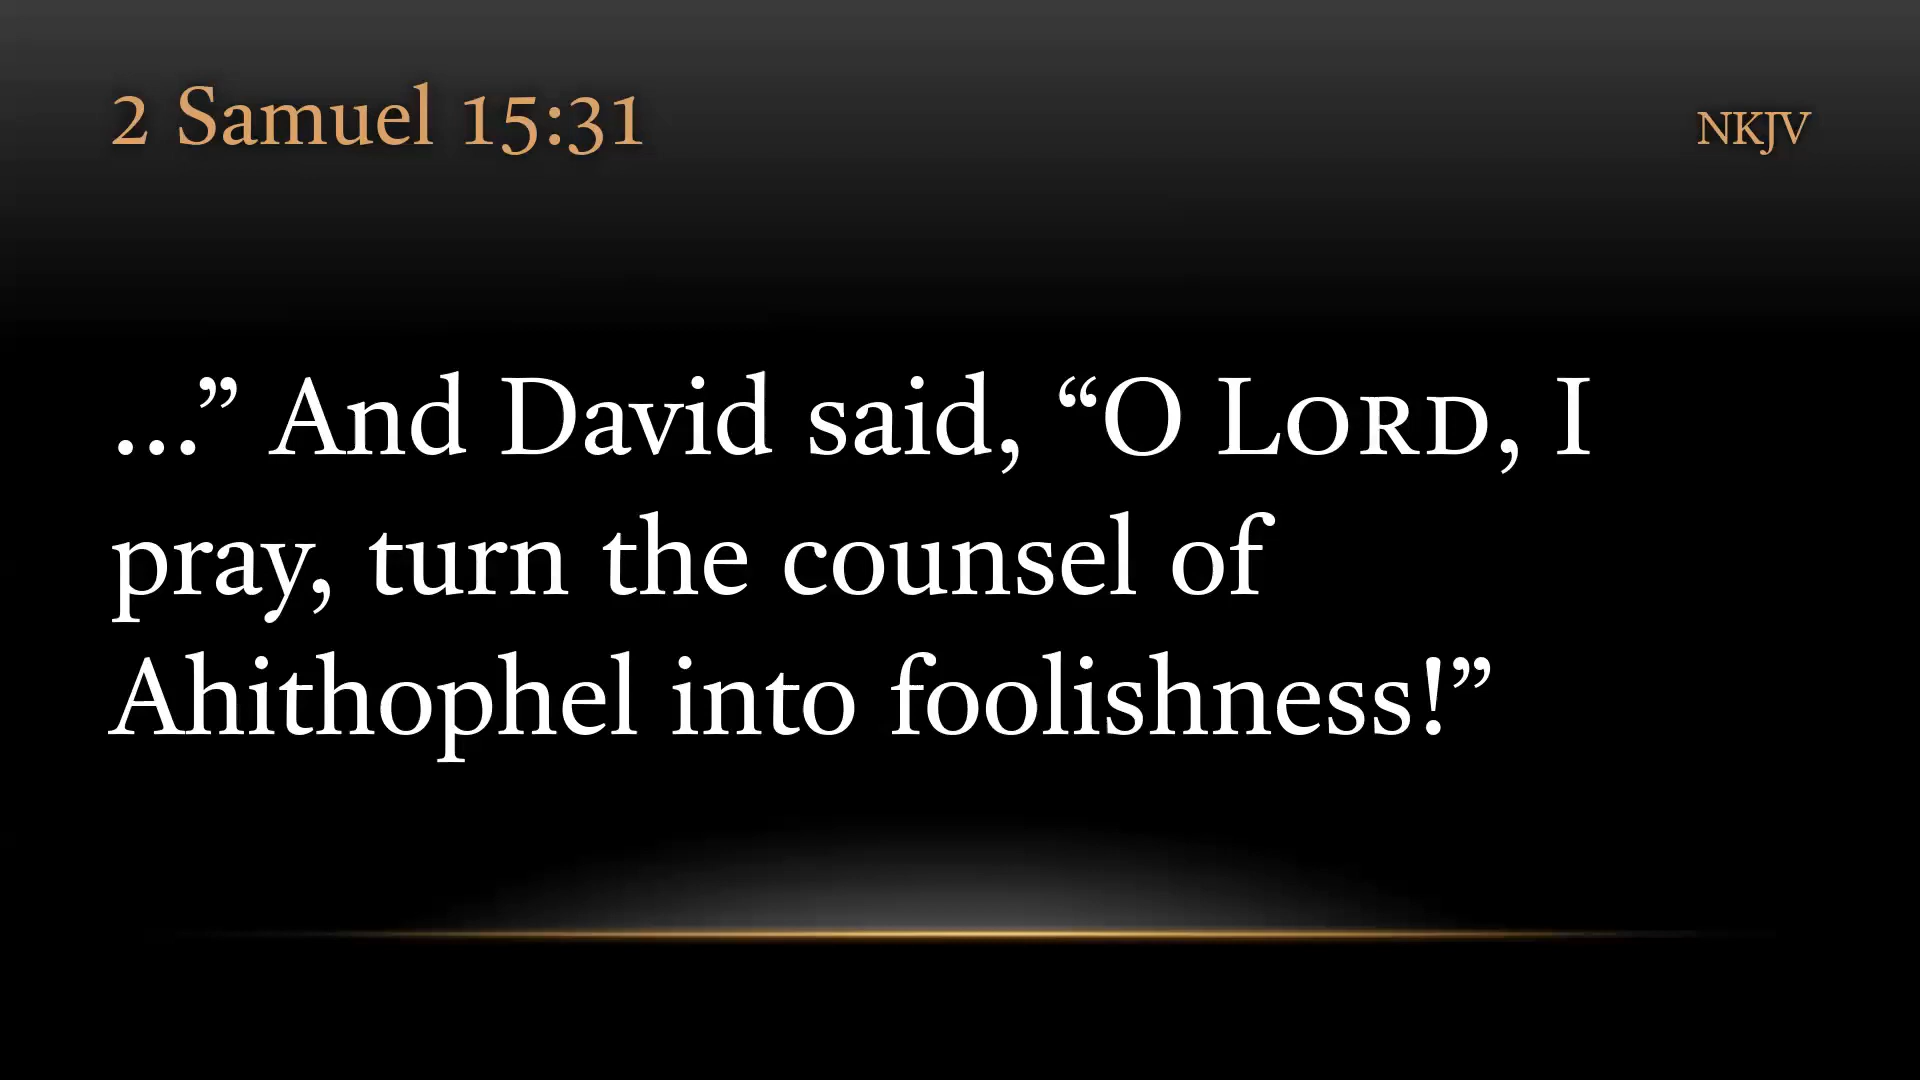 2 Samuel 15:31
NKJV
…” And David said, “O LORD, I
pray, turn the counsel of
Ahithophel into foolishness!”